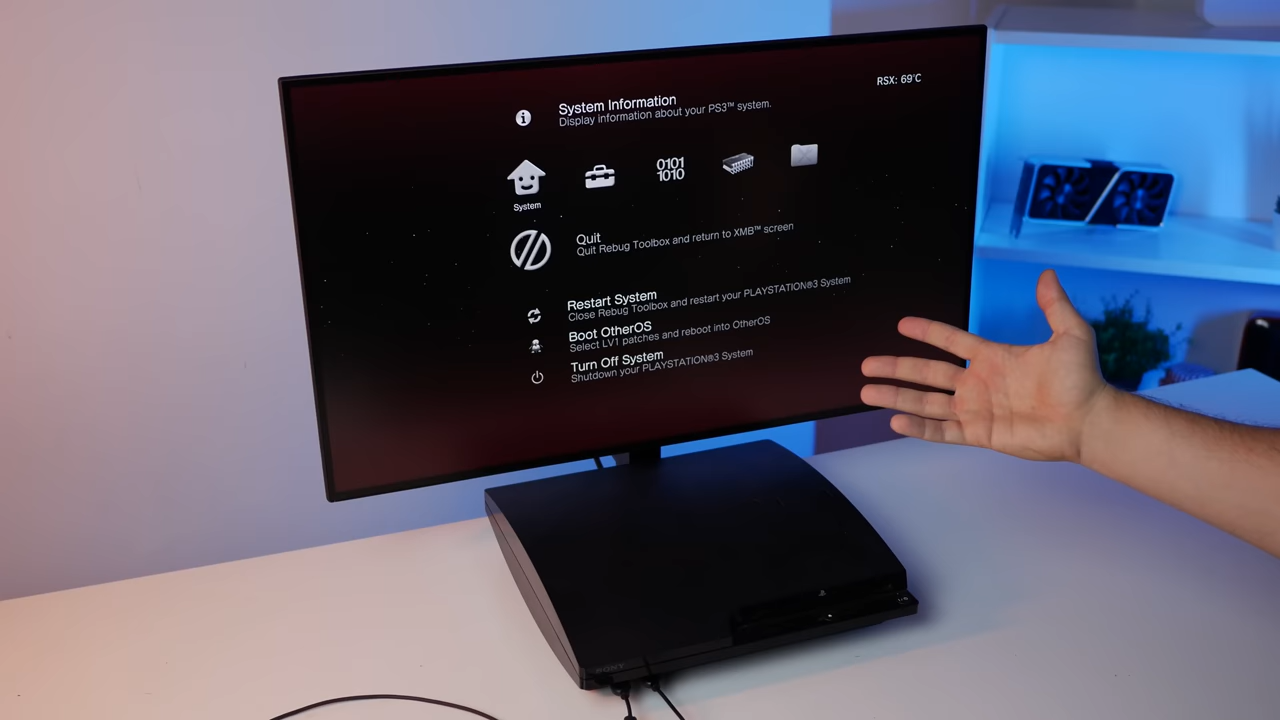 RSX: 69°C
System Information
Display information about your PS3™ system.
0101
1010
System
Quit
Quit Rebug Toolbox and return to XMB™ screen
Restart System
Close Rebug Toolbox and restart your PLAYSTATION®3 System
Boot OtherOS
Select LV1 patches and reboot into OtherOS
Turn Off System
Shutdown your PLAYSTATION®3 System
SONY